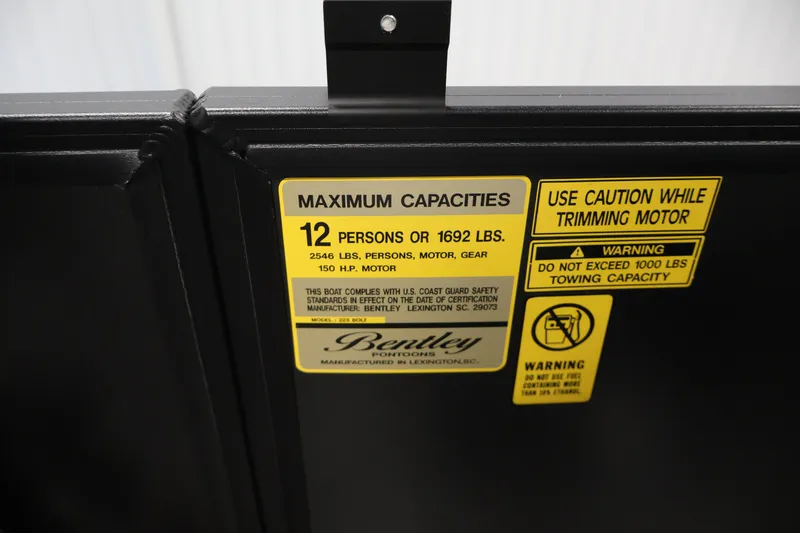 MAXIMUM CAPACITIES
12 PERSONS OR 1692 LBS.
2546 LBS, PERSONS, MOTOR, GEAR
150 H.P. MOTOR
THIS BOAT COMPLIES WITH U.S. COAST GUARD SAFETY
STANDARDS IN EFFECT ON THE DATE OF CERTIFICATION
MANUFACTURER: BENTLEY LEXINGTON SC. 29073
MODEL: 223 BOLT
Bentley
PONTOONS
MANUFACTURED IN LEXINGTON,SC.
USE CAUTION WHILE
TRIMMING MOTOR
WARNING
DO NOT EXCEED 1000 LBS
TOWING CAPACITY
WARNING
DO NOT USE FUEL
CONTAINING MORE
THAN 10% ETHANOL.